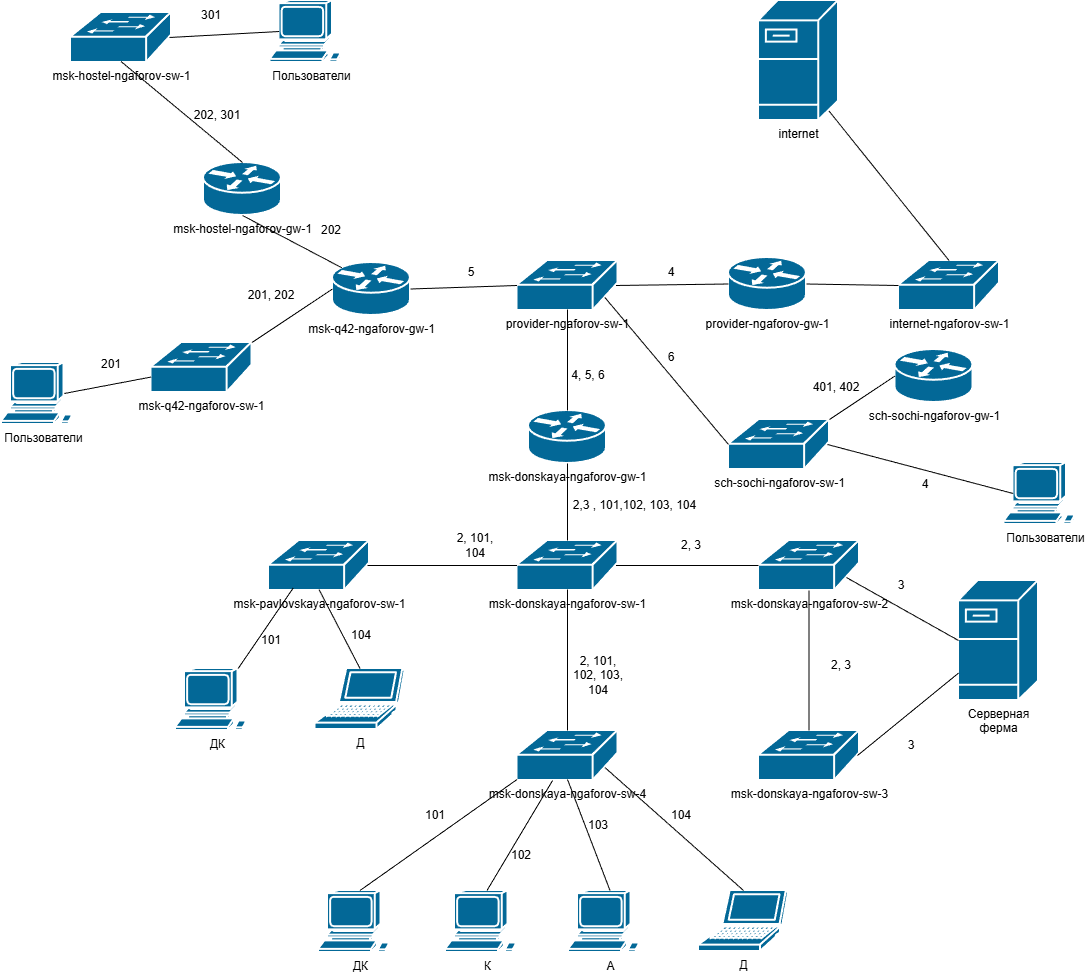 301
msk-hostel-ngaforov-sw-1
Пользователи
202, 301
internet
msk-hostel-ngaforov-gw-1
202
5
4
201, 202
msk-q42-ngaforov-gw-1
provider-ngaforov-sw-1
provider-ngaforov-gw-1
internet-ngaforov-sw-1
201
6
4, 5, 6
401, 402
msk-q42-ngaforov-sw-1
sch-sochi-ngaforov-gw-1
Пользователи
msk-donskaya-ngaforov-gw-1
sch-sochi-ngaforov-sw-1
4
2,3 , 101,102, 103, 104
Пользователи
2, 101,
104
2, 3
3
msk-pavlovskaya-ngaforov-sw-1
msk-donskaya-ngaforov-sw-1
msk-donskaya-ngaforov-sw-2
101
104
2, 101,
102, 103,
104
2, 3
Серверная
ферма
ДК
Д
3
msk-donskaya-ngaforov-sw-4
msk-donskaya-ngaforov-sw-3
101
102
103
104
ДК
К
А
Д